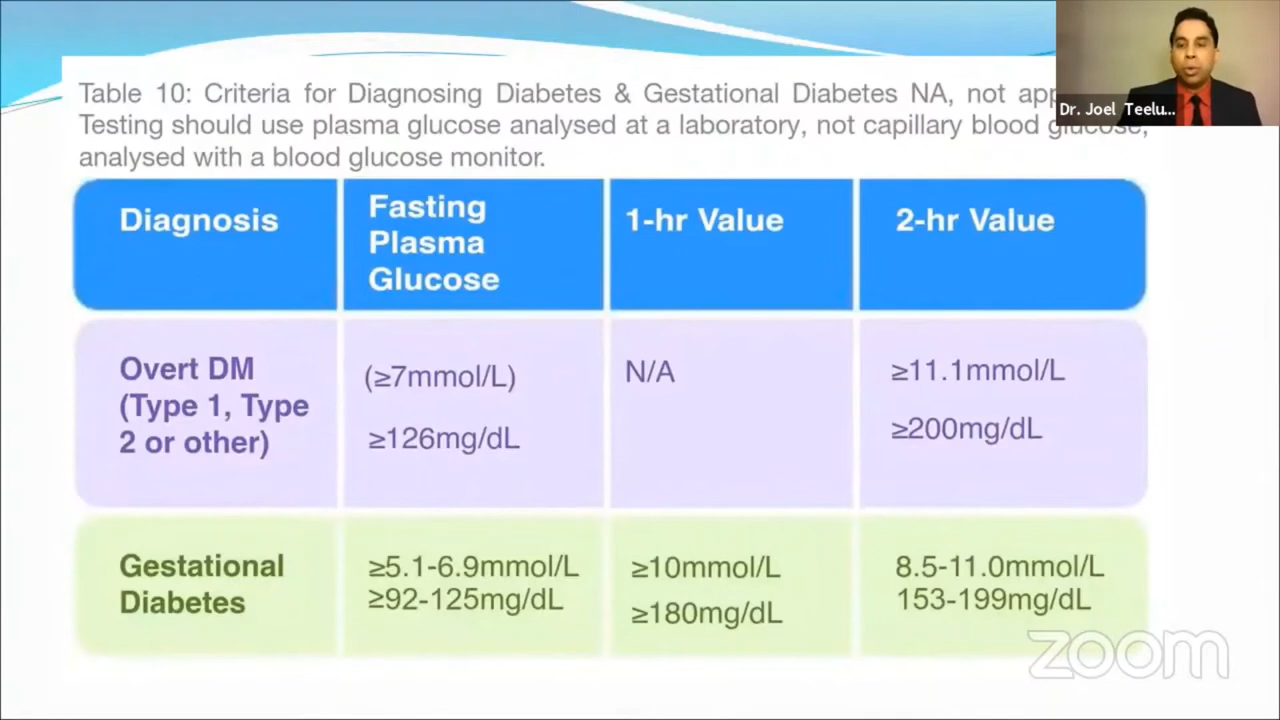 Table 10: Criteria for Diagnosing Diabetes & Gestational Diabetes NA, not
Testing should use plasma glucose analysed at a laboratory, not capillary blood glucose,
analysed with a blood glucose monitor.
Dr. Joel Teelu...
Diagnosis
Fasting
Plasma
Glucose
1-hr Value
2-hr Value
Overt DM
(Type 1, Type
2 or other)
(≥7mmol/L)
≥126mg/dL
N/A
≥11.1mmol/L
≥200mg/dL
Gestational
Diabetes
≥5.1-6.9mmol/L
≥92-125mg/dL
≥10mmol/L
≥180mg/dL
8.5-11.0mmol/L
153-199mg/dL
zoom